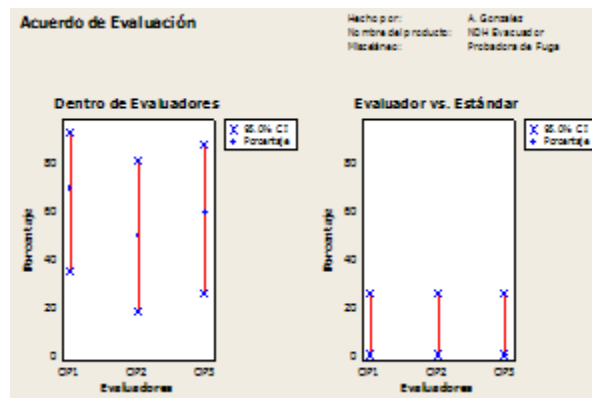 Acuerdo de Evaluación
Hecho por: A. Gonzales
Nombre del producto: NDH Evacuador
Misceláneo: Probadora de Fuga
Dentro de Evaluadores
95.0% CI
Porcentaje
Porcentaje
80
60
40
20
0
OP1 OP2 OP3
Evaluadores
Evaluador vs. Estándar
95.0% CI
Porcentaje
Porcentaje
80
60
40
20
0
OP1 OP2 OP3
Evaluadores